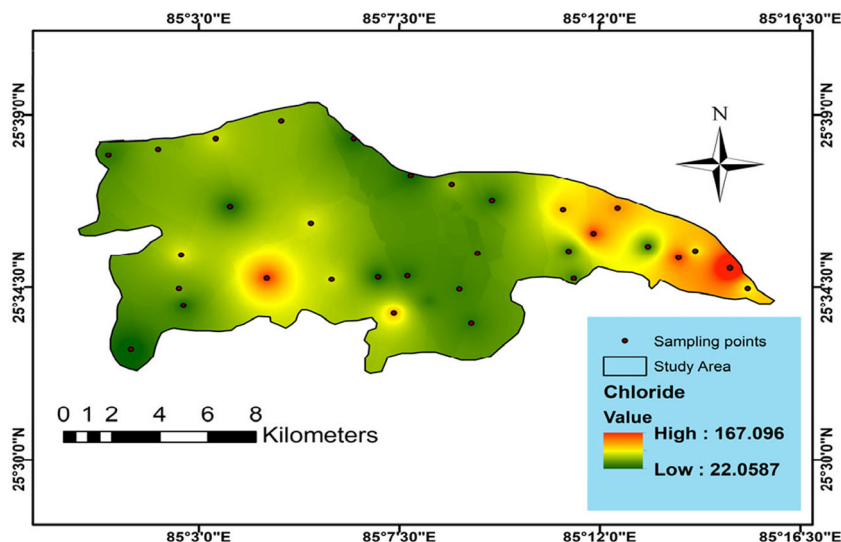 85°3'0"E 85°7'30"E 85°12'0"E 85°16'30"E
25°39'0"N 25°39'0"N
N
25°34'30"N 25°34'30"N
Sampling points
Study Area
Chloride
Value
High : 167.096
Low : 22.0587
0 1 2 4 6 8
Kilometers
25°30'0"N 25°30'0"N
85°3'0"E 85°7'30"E 85°12'0"E 85°16'30"E